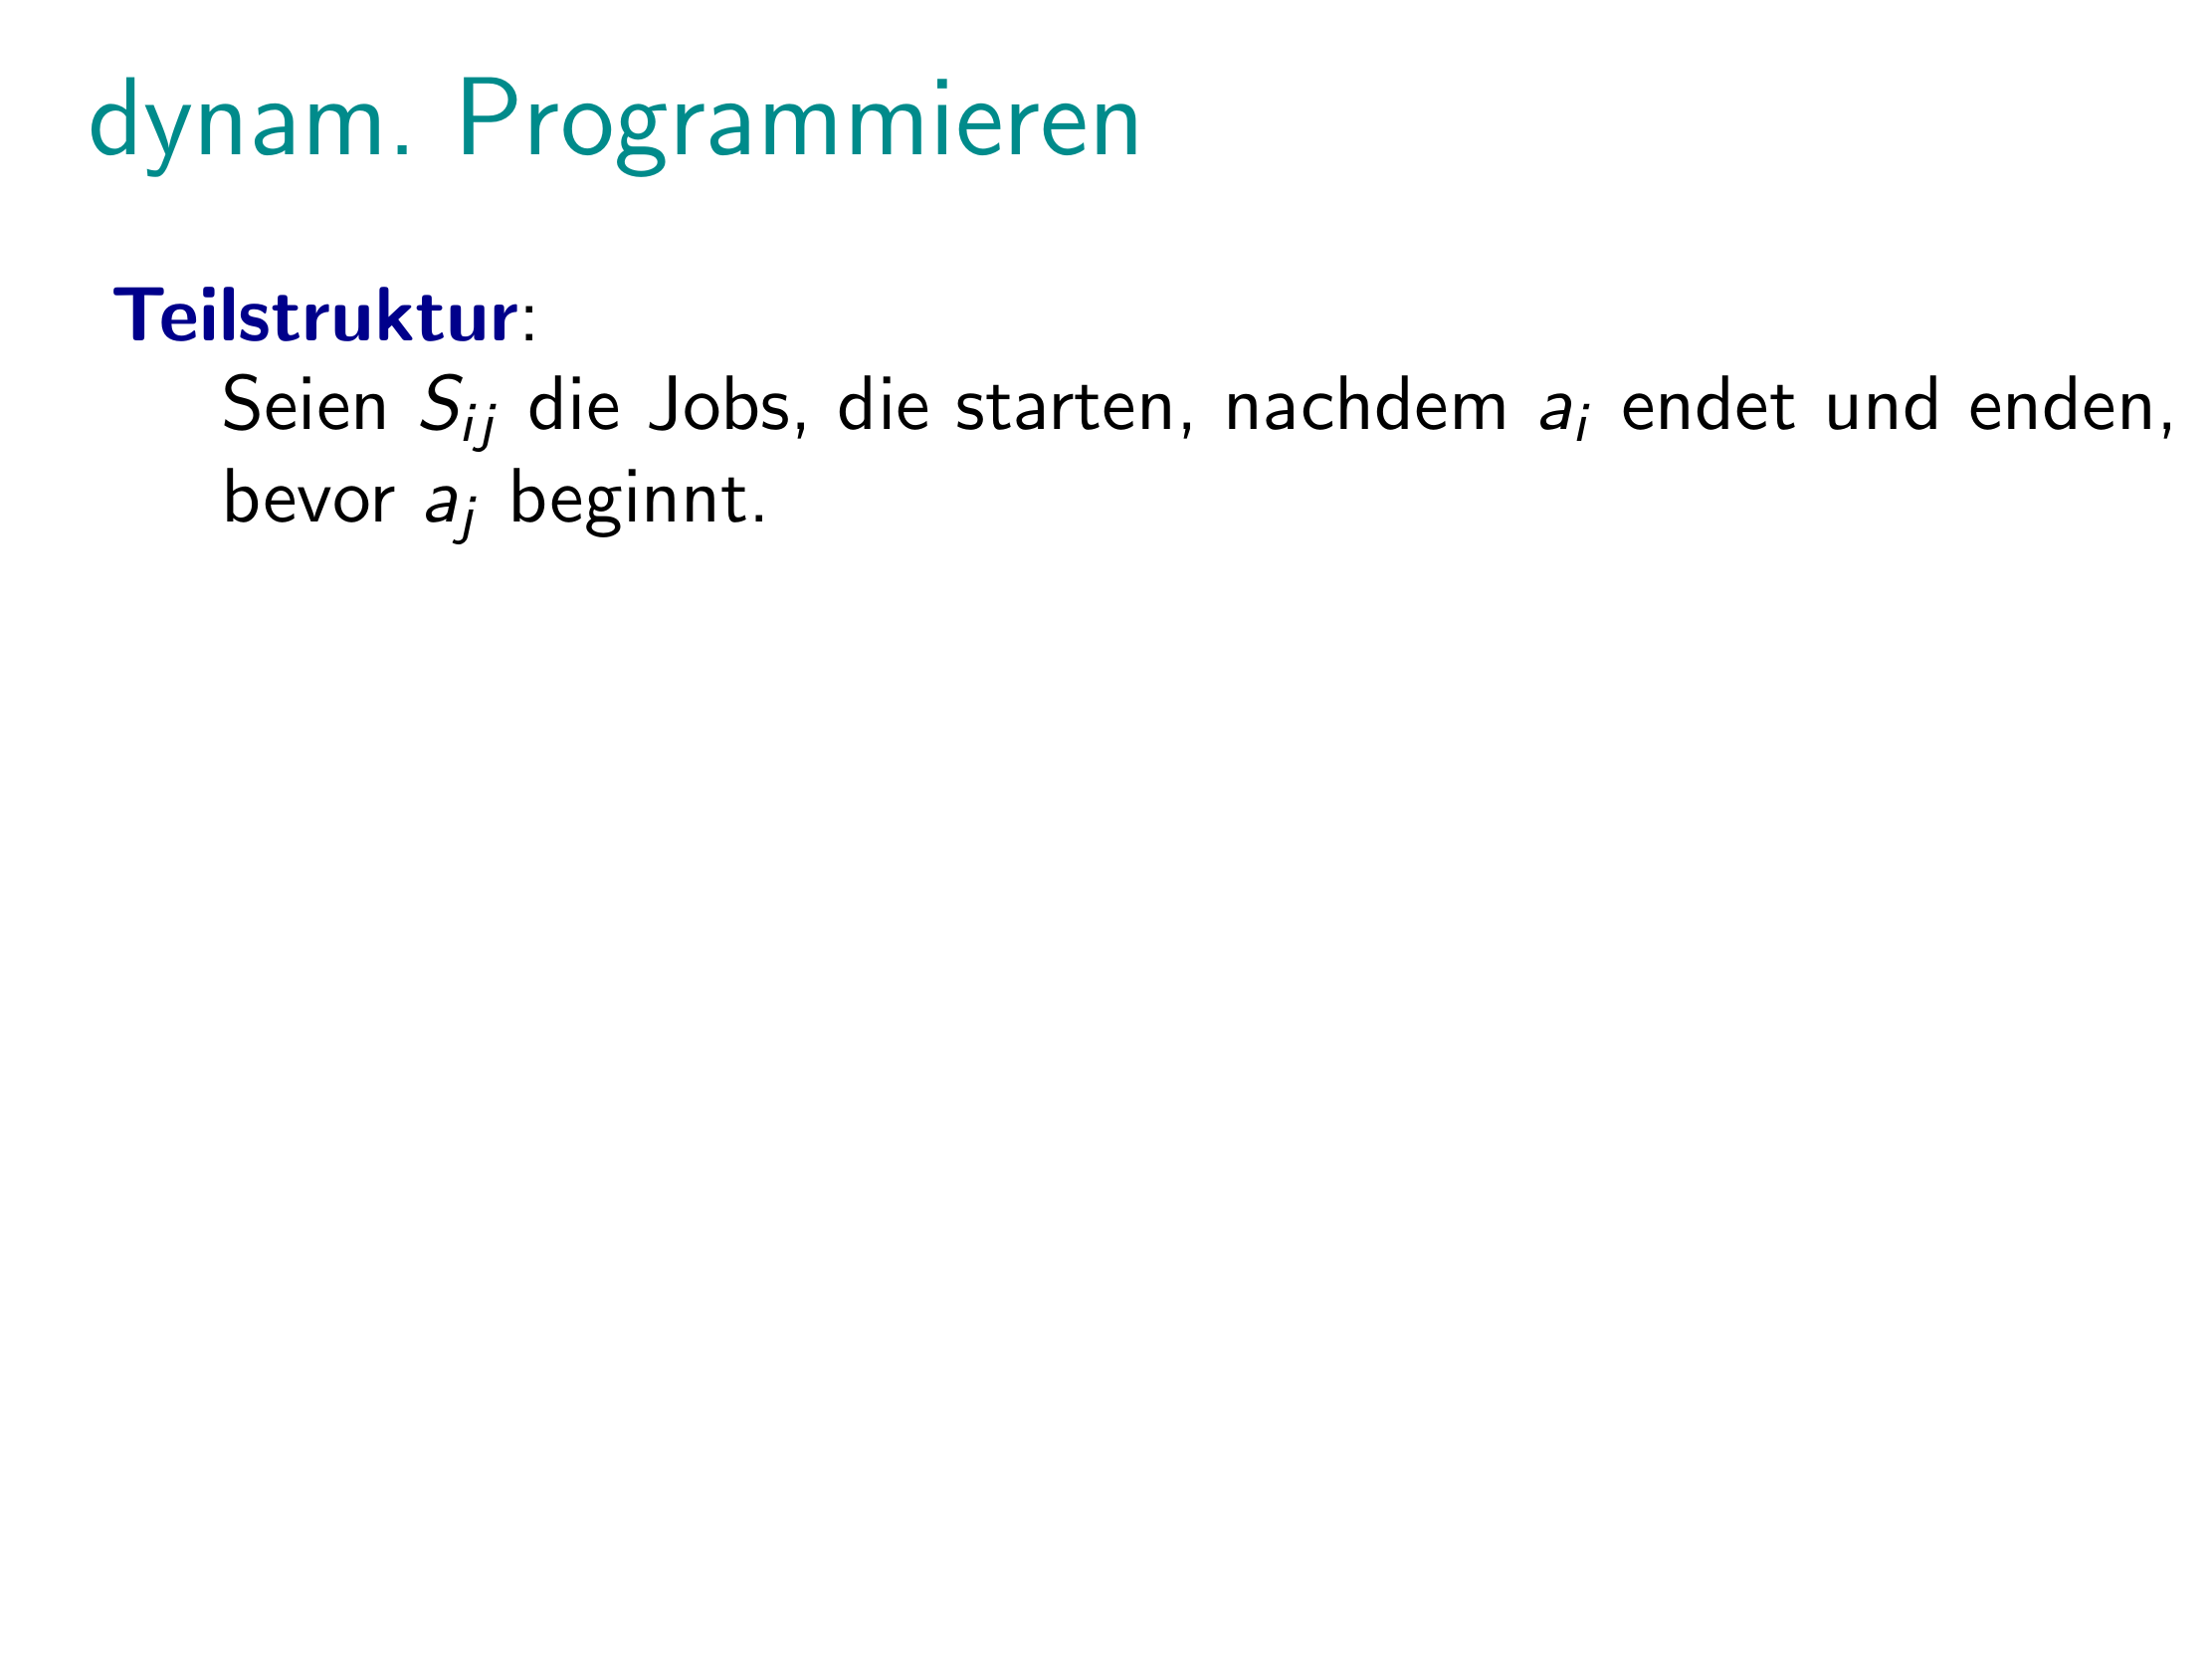 dynam. Programmieren
Teilstruktur:
Seien S_{ij} die Jobs, die starten, nachdem a_i endet und enden,
bevor a_j beginnt.